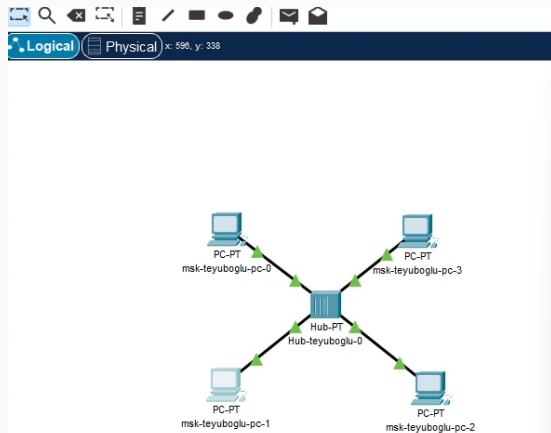 Logical Physical x: 596, y: 338
PC-PT
msk-teyuboglu-pc-0
PC-PT
msk-teyuboglu-pc-3
Hub-PT
Hub-teyuboglu-0
PC-PT
msk-teyuboglu-pc-1
PC-PT
msk-teyuboglu-pc-2